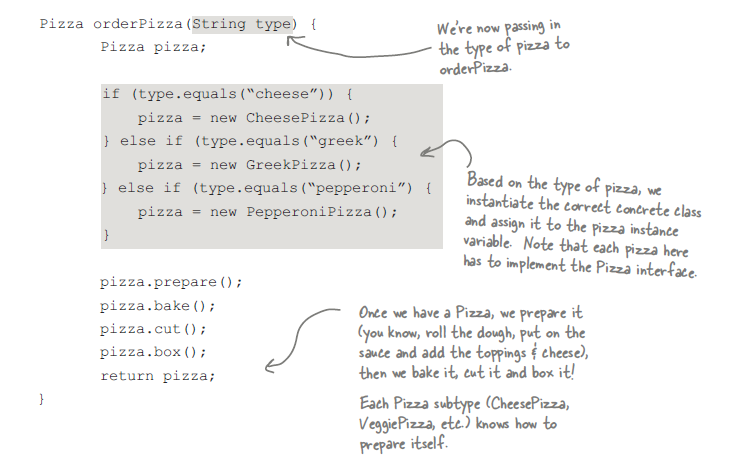 Pizza orderPizza(String type) {
Pizza pizza;
We're now passing in
the type of pizza to
orderPizza.
if (type.equals(“cheese”)) {
pizza = new CheesePizza();
} else if (type.equals(“greek”) {
pizza = new GreekPizza();
} else if (type.equals(“pepperoni”) {
pizza = new PepperoniPizza();
}
Based on the type of pizza, we
instantiate the correct concrete class
and assign it to the pizza instance
variable. Note that each pizza here
has to implement the Pizza interface.
pizza.prepare();
pizza.bake();
pizza.cut();
pizza.box();
return pizza;
}
Once we have a Pizza, we prepare it
(you know, roll the dough, put on the
sauce and add the toppings & cheese),
then we bake it, cut it and box it!
Each Pizza subtype (CheesePizza,
VeggiePizza, etc.) knows how to
prepare itself.